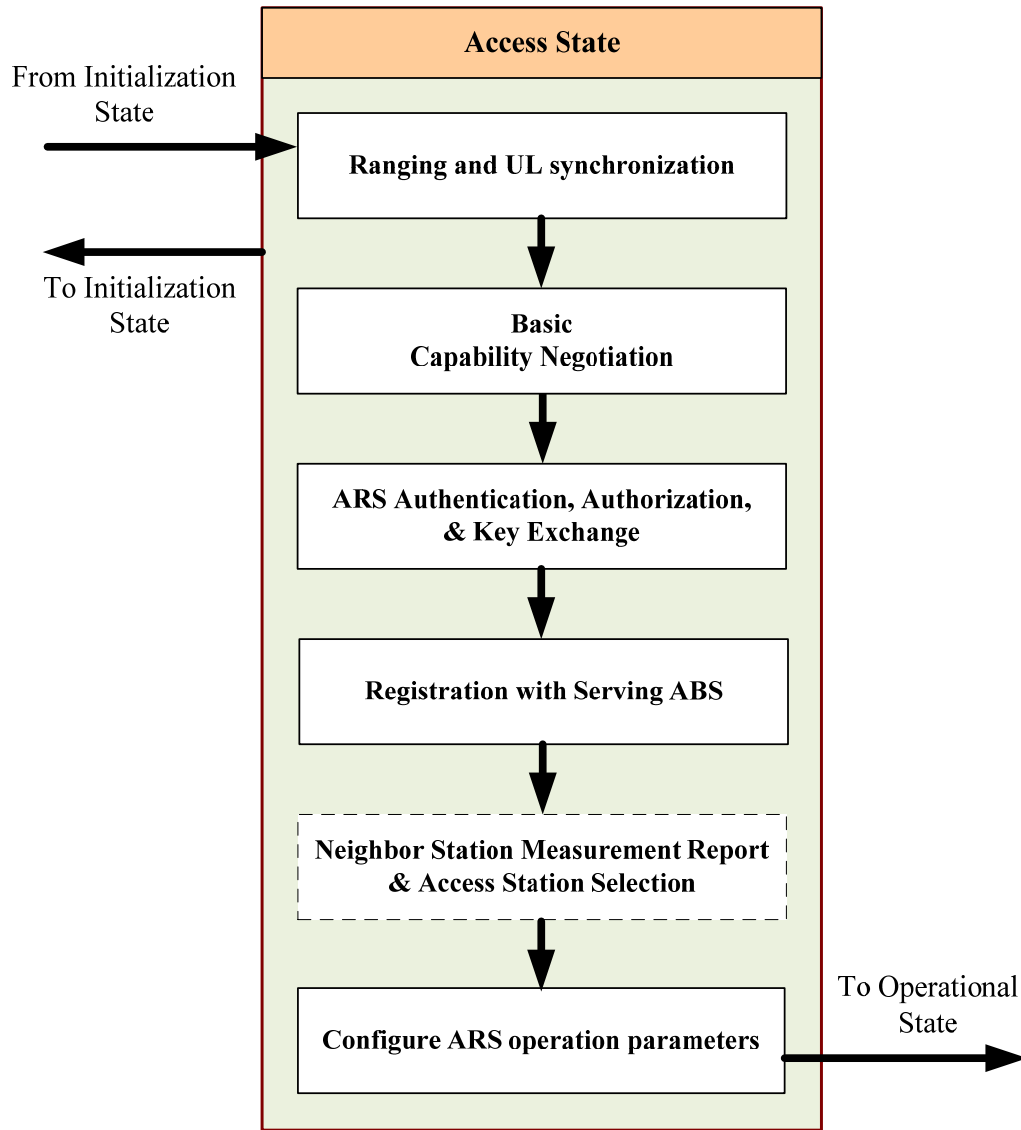 Access State
From Initialization
State
Ranging and UL synchronization
To Initialization
State
Basic
Capability Negotiation
ARS Authentication, Authorization,
& Key Exchange
Registration with Serving ABS
Neighbor Station Measurement Report
& Access Station Selection
Configure ARS operation parameters
To Operational
State